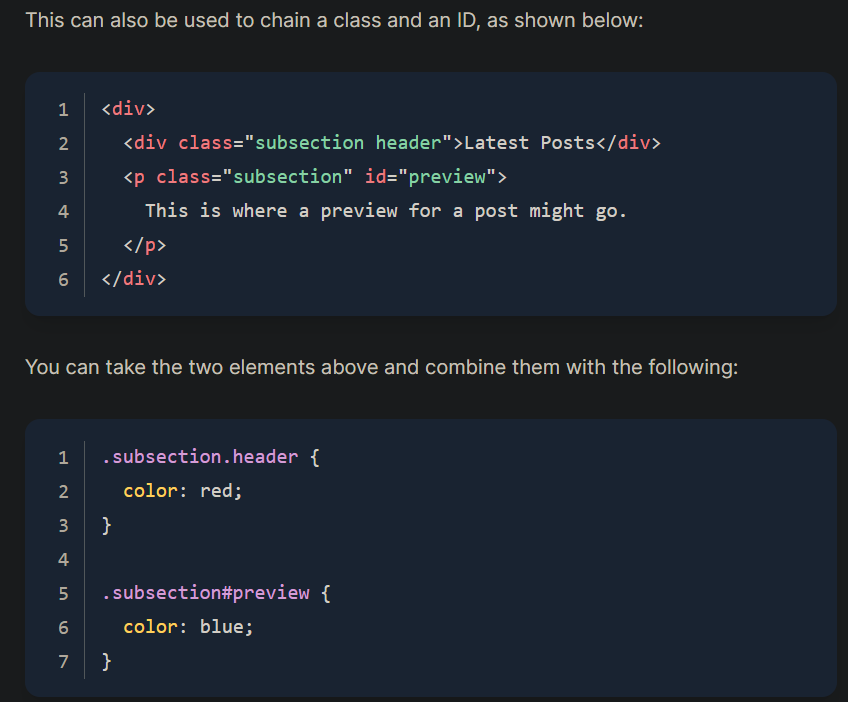 This can also be used to chain a class and an ID, as shown below:
1 <div>
2   <div class="subsection header">Latest Posts</div>
3   <p class="subsection" id="preview">
4     This is where a preview for a post might go.
5   </p>
6 </div>
You can take the two elements above and combine them with the following:
1 .subsection.header {
2   color: red;
3 }
4
5 .subsection#preview {
6   color: blue;
7 }